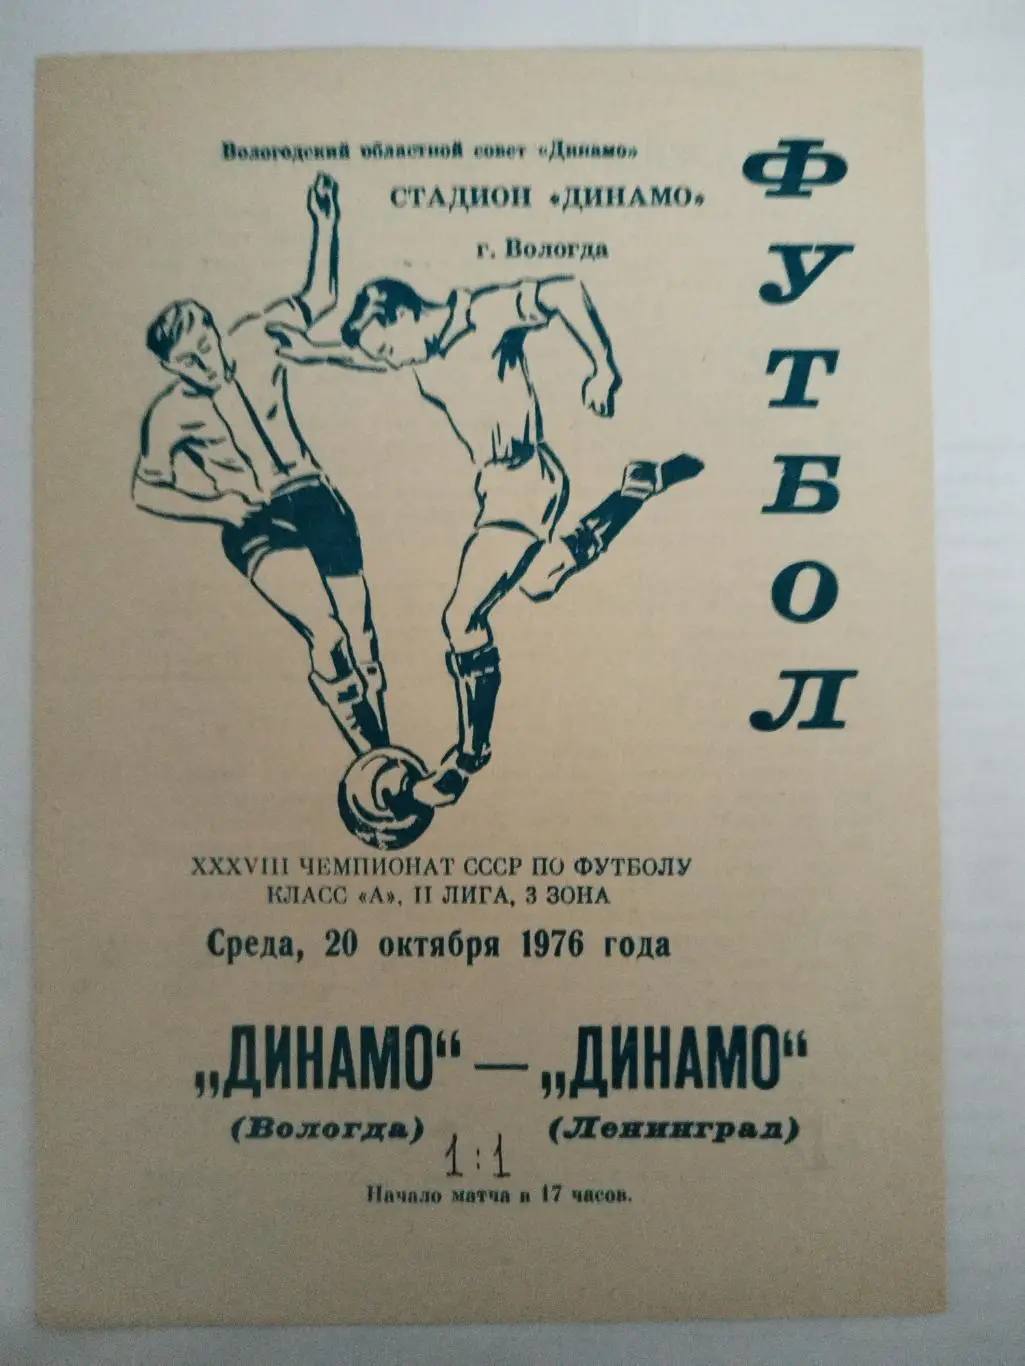 Вологодский областной совет «Динамо»
СТАДИОН «ДИНАМО»
г. Вологда
ФУТБОЛ
XXXVIII ЧЕМПИОНАТ СССР ПО ФУТБОЛУ
КЛАСС «А», II ЛИГА, 3 ЗОНА
Среда, 20 октября 1976 года
„ДИНАМО“ — „ДИНАМО“
(Вологда) (Ленинград)
1:1
Начало матча в 17 часов.